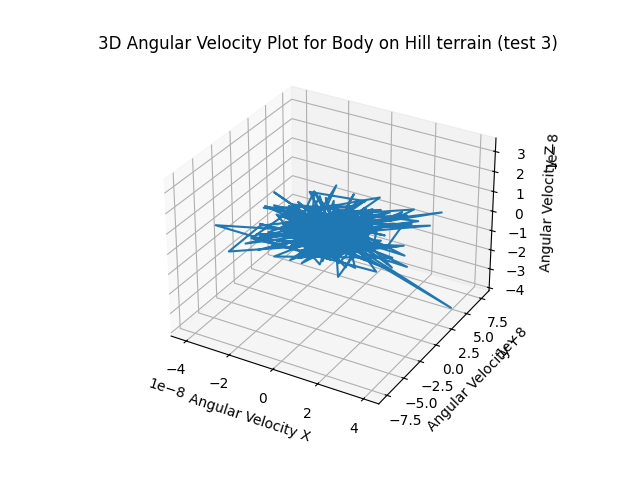 3D Angular Velocity Plot for Body on Hill terrain (test 3)
3
2
1
0
−1
−2
−3
−4
1e−8
Angular Velocity Z
7.5
5.0
2.5
0.0
−2.5
−5.0
−7.5
1e−8
Angular Velocity Y
−4
−2
0
2
4
1e−8
Angular Velocity X